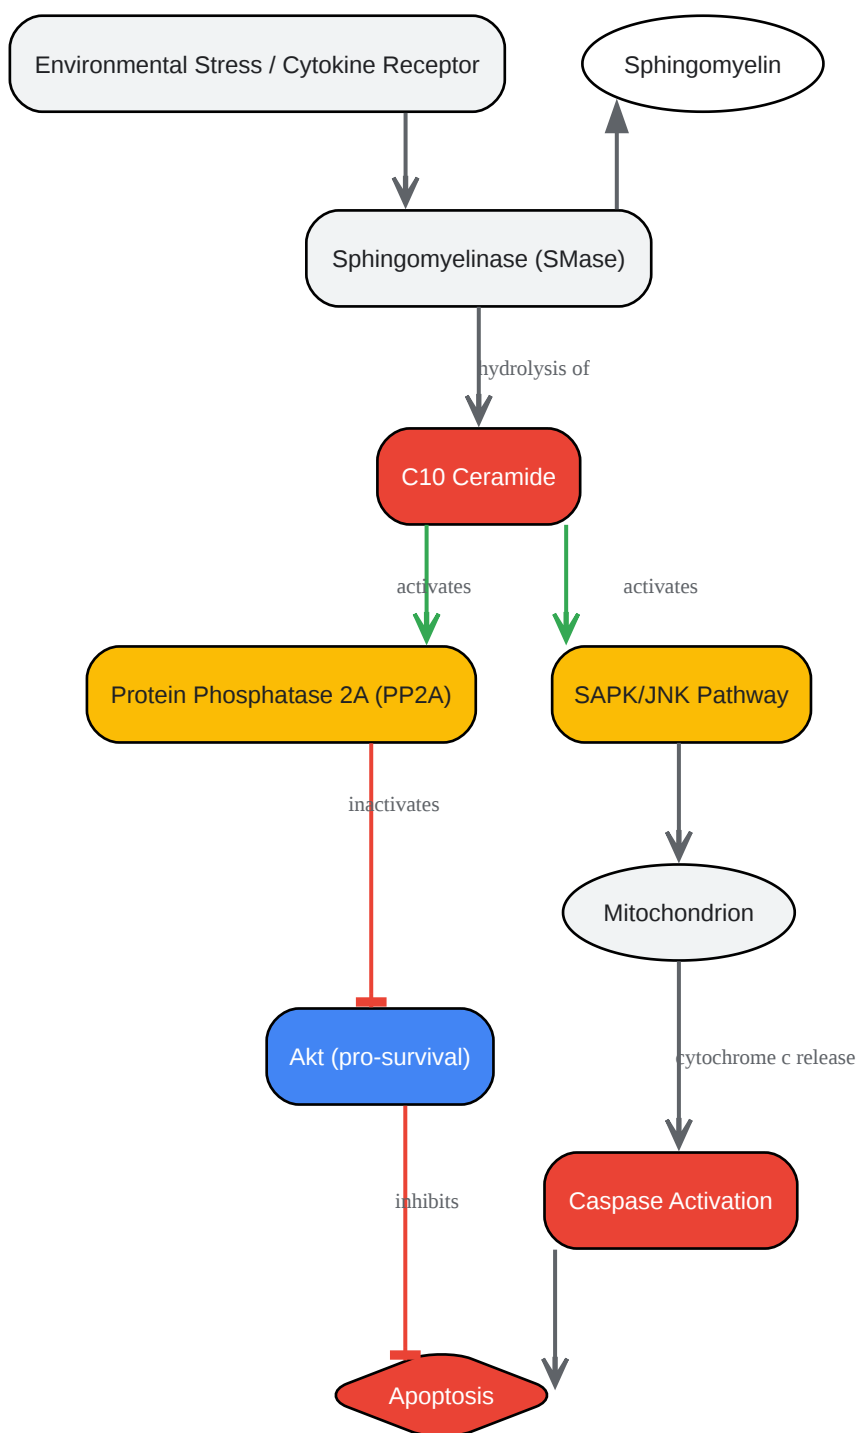 Environmental Stress / Cytokine Receptor
Sphingomyelin
Sphingomyelinase (SMase)
hydrolysis of
C10 Ceramide
activates
activates
Protein Phosphatase 2A (PP2A)
SAPK/JNK Pathway
inactivates
Mitochondrion
Akt (pro-survival)
cytochrome c release
inhibits
Caspase Activation
Apoptosis